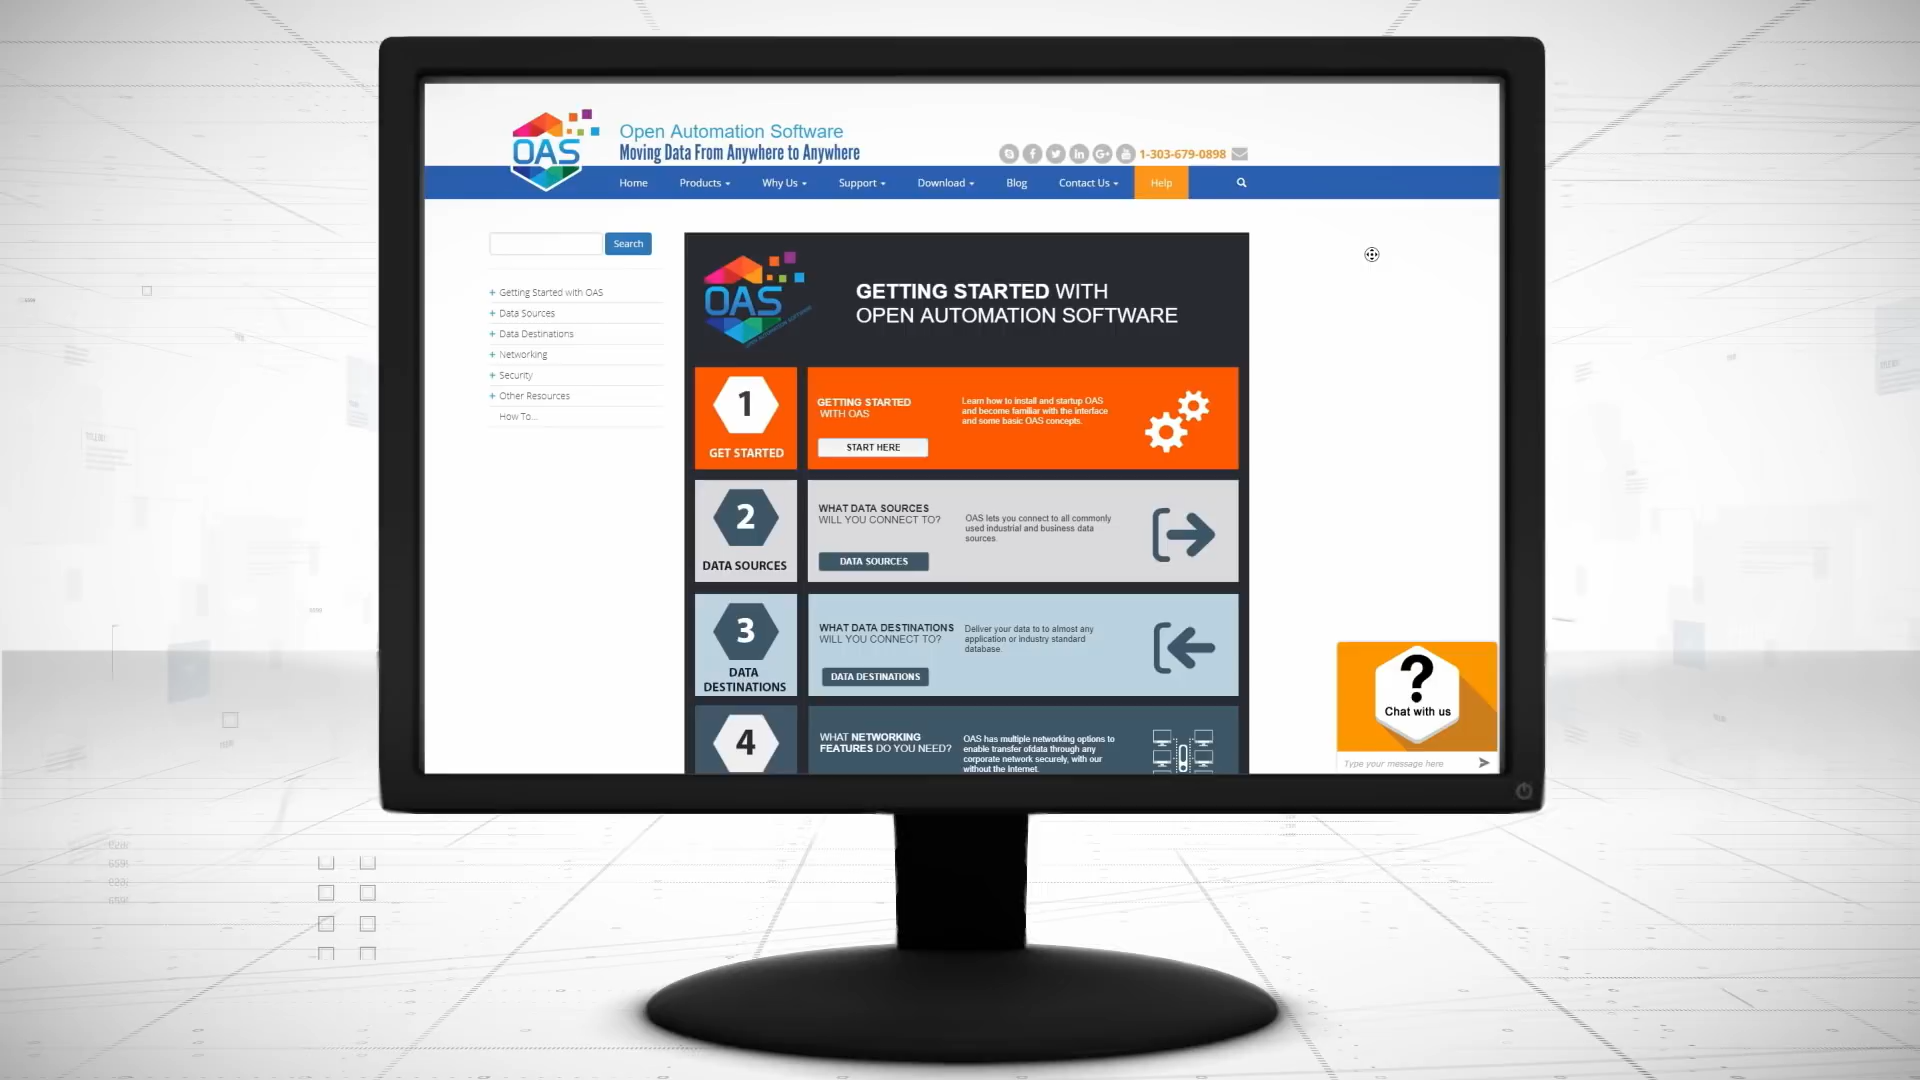 OAS
Open Automation Software
Moving Data From Anywhere to Anywhere
1-303-679-0898
Home
Products
Why Us
Support
Download
Blog
Contact Us
Help
Search
+ Getting Started with OAS
+ Data Sources
+ Data Destinations
+ Networking
+ Security
+ Other Resources
How To...
OAS
OPEN AUTOMATION SOFTWARE
GETTING STARTED WITH
OPEN AUTOMATION SOFTWARE
1
GET STARTED
GETTING STARTED
WITH OAS
START HERE
Learn how to install and startup OAS
and become familiar with the interface
and some basic OAS concepts.
2
DATA SOURCES
WHAT DATA SOURCES
WILL YOU CONNECT TO?
DATA SOURCES
OAS lets you connect to all commonly
used industrial and business data
sources.
3
DATA
DESTINATIONS
WHAT DATA DESTINATIONS
WILL YOU CONNECT TO?
DATA DESTINATIONS
Deliver your data to to almost any
application or industry standard
database.
4
WHAT NETWORKING
FEATURES DO YOU NEED?
OAS has multiple networking options to
enable transfer ofdata through any
corporate network securely, with our
without the Internet.
?
Chat with us
Type your message here